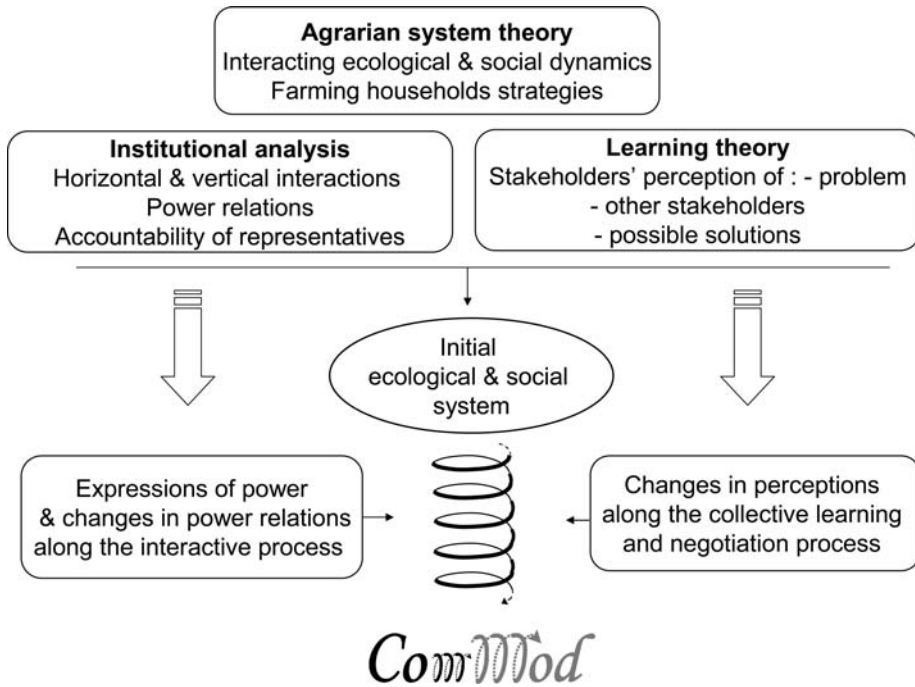 Agrarian system theory
Interacting ecological & social dynamics
Farming households strategies
Institutional analysis
Horizontal & vertical interactions
Power relations
Accountability of representatives
Learning theory
Stakeholders' perception of : - problem
- other stakeholders
- possible solutions
Initial
ecological & social
system
Expressions of power
& changes in power relations
along the interactive process
Changes in perceptions
along the collective learning
and negotiation process
ComMod